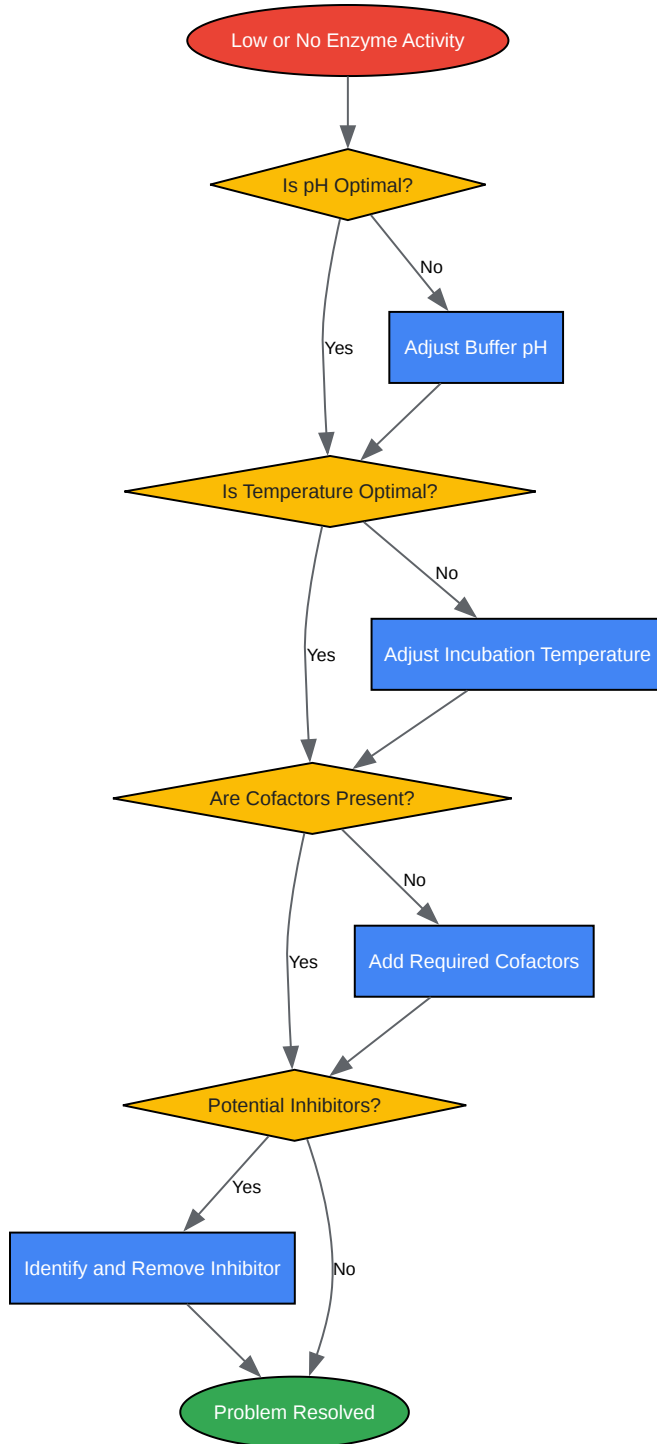 Low or No Enzyme Activity
Is pH Optimal?
No
Adjust Buffer pH
Yes
Is Temperature Optimal?
No
Adjust Incubation Temperature
Yes
Are Cofactors Present?
No
Add Required Cofactors
Yes
Potential Inhibitors?
Yes
Identify and Remove Inhibitor
No
Problem Resolved